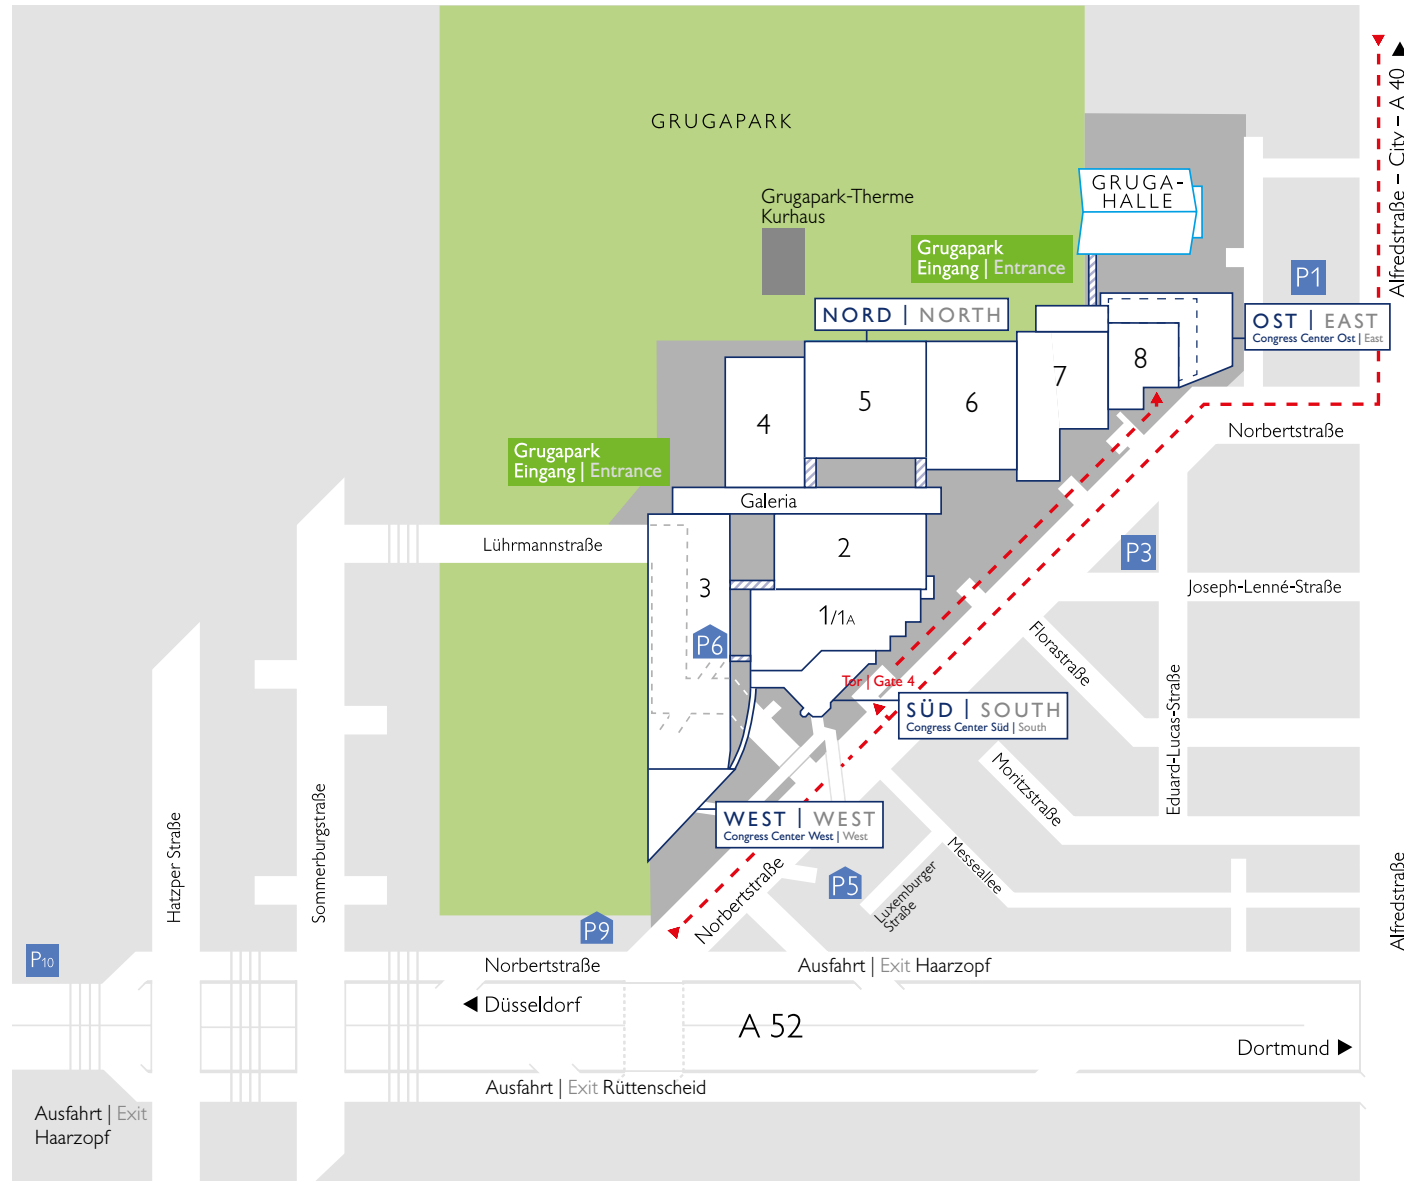 GRUGAPARK
Alfredstraße – City – A 40
GRUGA-
HALLE
Grugapark-Therme
Kurhaus
Grugapark
Eingang | Entrance
P1
NORD | NORTH
OST | EAST
Congress Center Ost | East
8
7
5
6
4
Norbertstraße
Grugapark
Eingang | Entrance
Galeria
Lührmannstraße
2
P3
3
Joseph-Lenné-Straße
1/1A
P6
Florastraße
Tor | Gate 4
SÜD | SOUTH
Congress Center Süd | South
Eduard-Lucas-Straße
Moritzstraße
WEST | WEST
Congress Center West | West
Hatzper Straße
Sommerburgstraße
Norbertstraße
P5
Luxemburger
Straße
Messeallee
Alfredstraße
P9
P10
Norbertstraße
Ausfahrt | Exit Haarzopf
Düsseldorf
A 52
Dortmund
Ausfahrt | Exit Rüttenscheid
Ausfahrt | Exit
Haarzopf